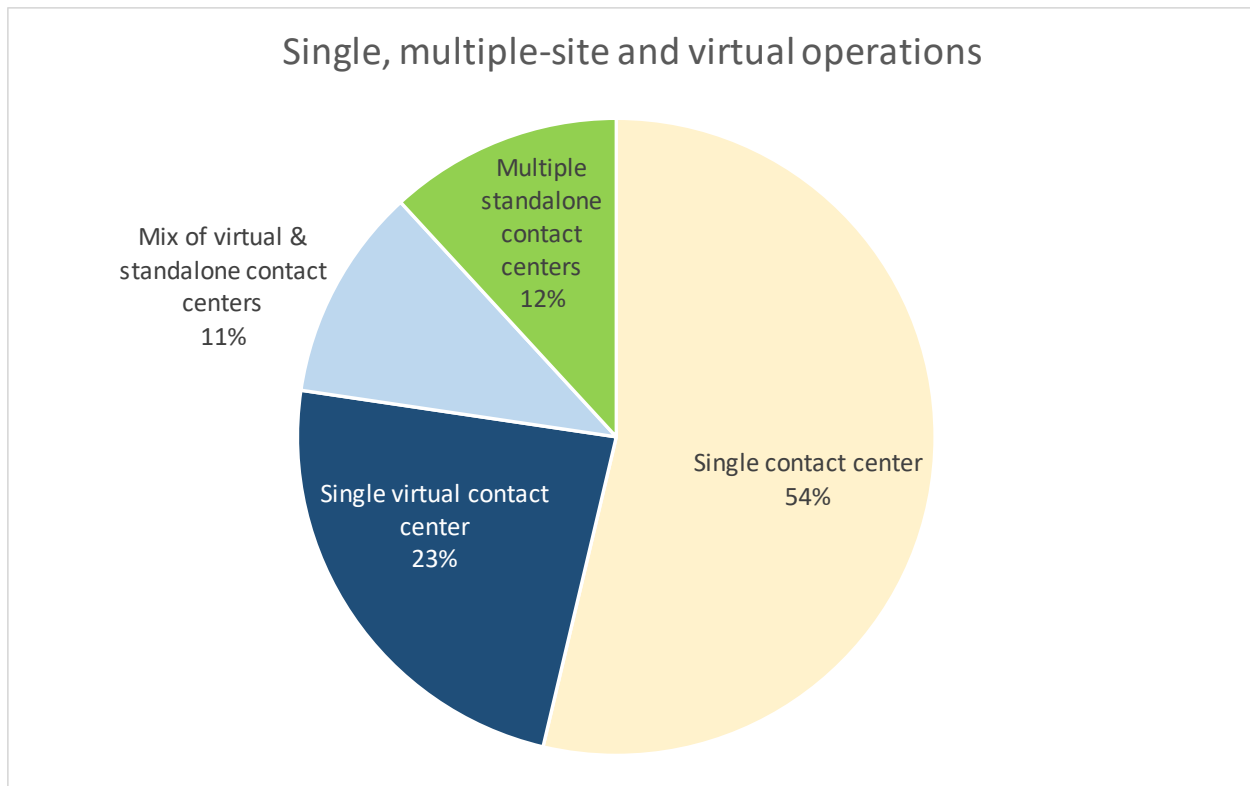 Single, multiple-site and virtual operations
Multiple
standalone
contact
centers
12%
Mix of virtual &
standalone contact
centers
11%
Single contact center
54%
Single virtual contact
center
23%